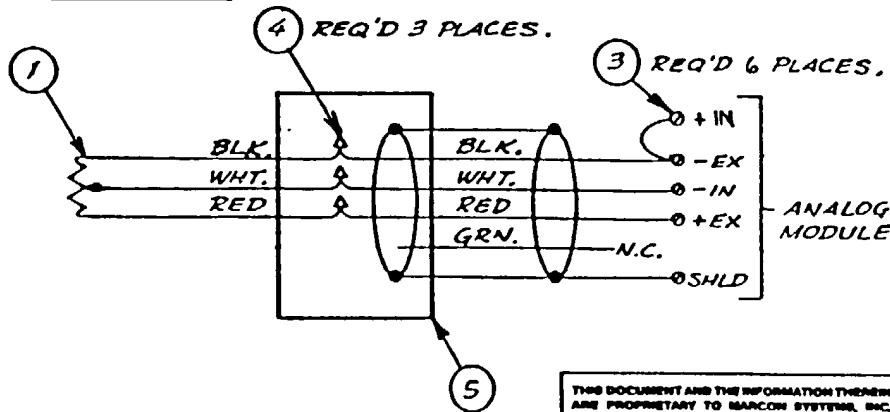 4 REQ'D 3 PLACES.
1
3 REQ'D 6 PLACES.
+ IN
BLK. BLK. - EX
WHT. WHT. - IN
RED RED + EX
ANALOG
MODULE
GRN. N.C.
SHLD
5
THIS DOCUMENT AND THE INFORMATION THEREIN
ARE PROPRIETARY TO MARCON SYSTEMS, INC.